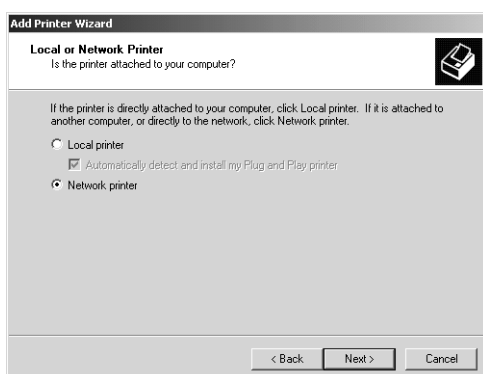 Add Printer Wizard
Local or Network Printer
Is the printer attached to your computer?
If the printer is directly attached to your computer, click Local printer. If it is attached to
another computer, or directly to the network, click Network printer.
Local printer
Automatically detect and install my Plug and Play printer
Network printer
< Back Next > Cancel